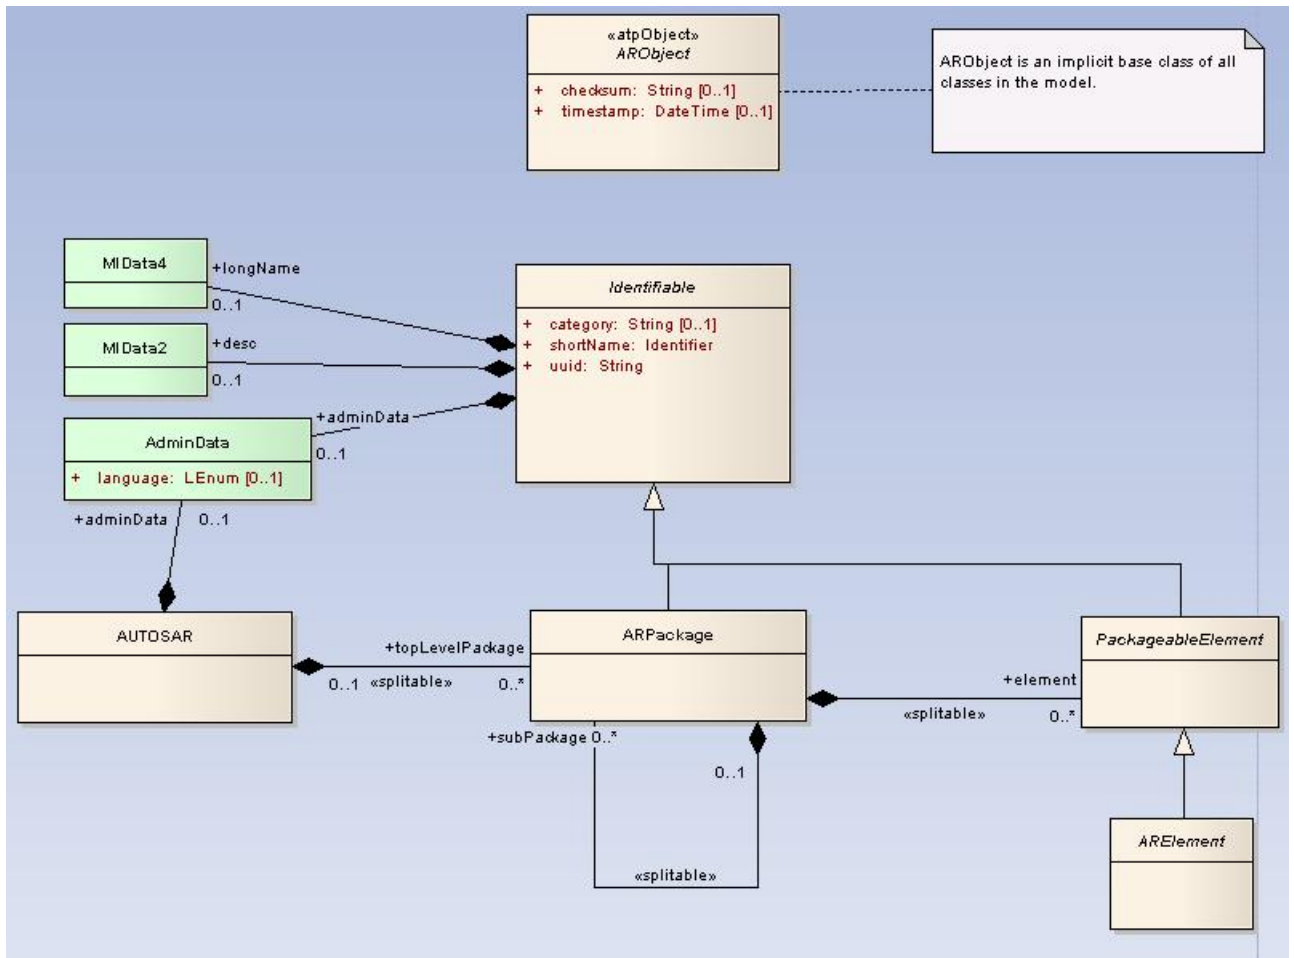 «atpObject»
ARObject
+ checksum: String [0..1]
+ timestamp: DateTime [0..1]
ARObject is an implicit base class of all
classes in the model.
MlData4
+longName
0..1
MlData2
+desc
0..1
Identifiable
+ category: String [0..1]
+ shortName: Identifier
+ uuid: String
AdminData
+ language: LEnum [0..1]
+adminData
0..1
+adminData 0..1
AUTOSAR
+topLevelPackage
0..1 «splitable» 0..*
ARPackage
+subPackage 0..*
0..1
«splitable»
+element
«splitable» 0..*
PackageableElement
ARElement